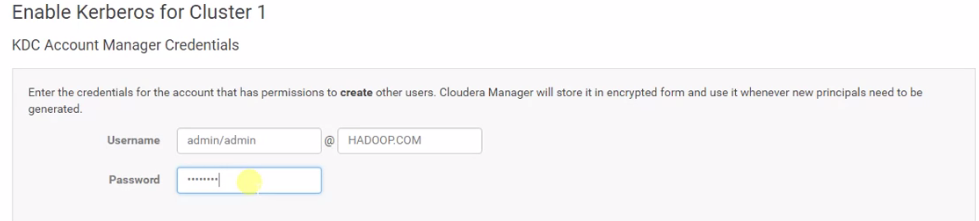 Enable Kerberos for Cluster 1
KDC Account Manager Credentials
Enter the credentials for the account that has permissions to create other users. Cloudera Manager will store it in encrypted form and use it whenever new principals need to be
generated.
Username admin/admin @ HADOOP.COM
Password ••••••••